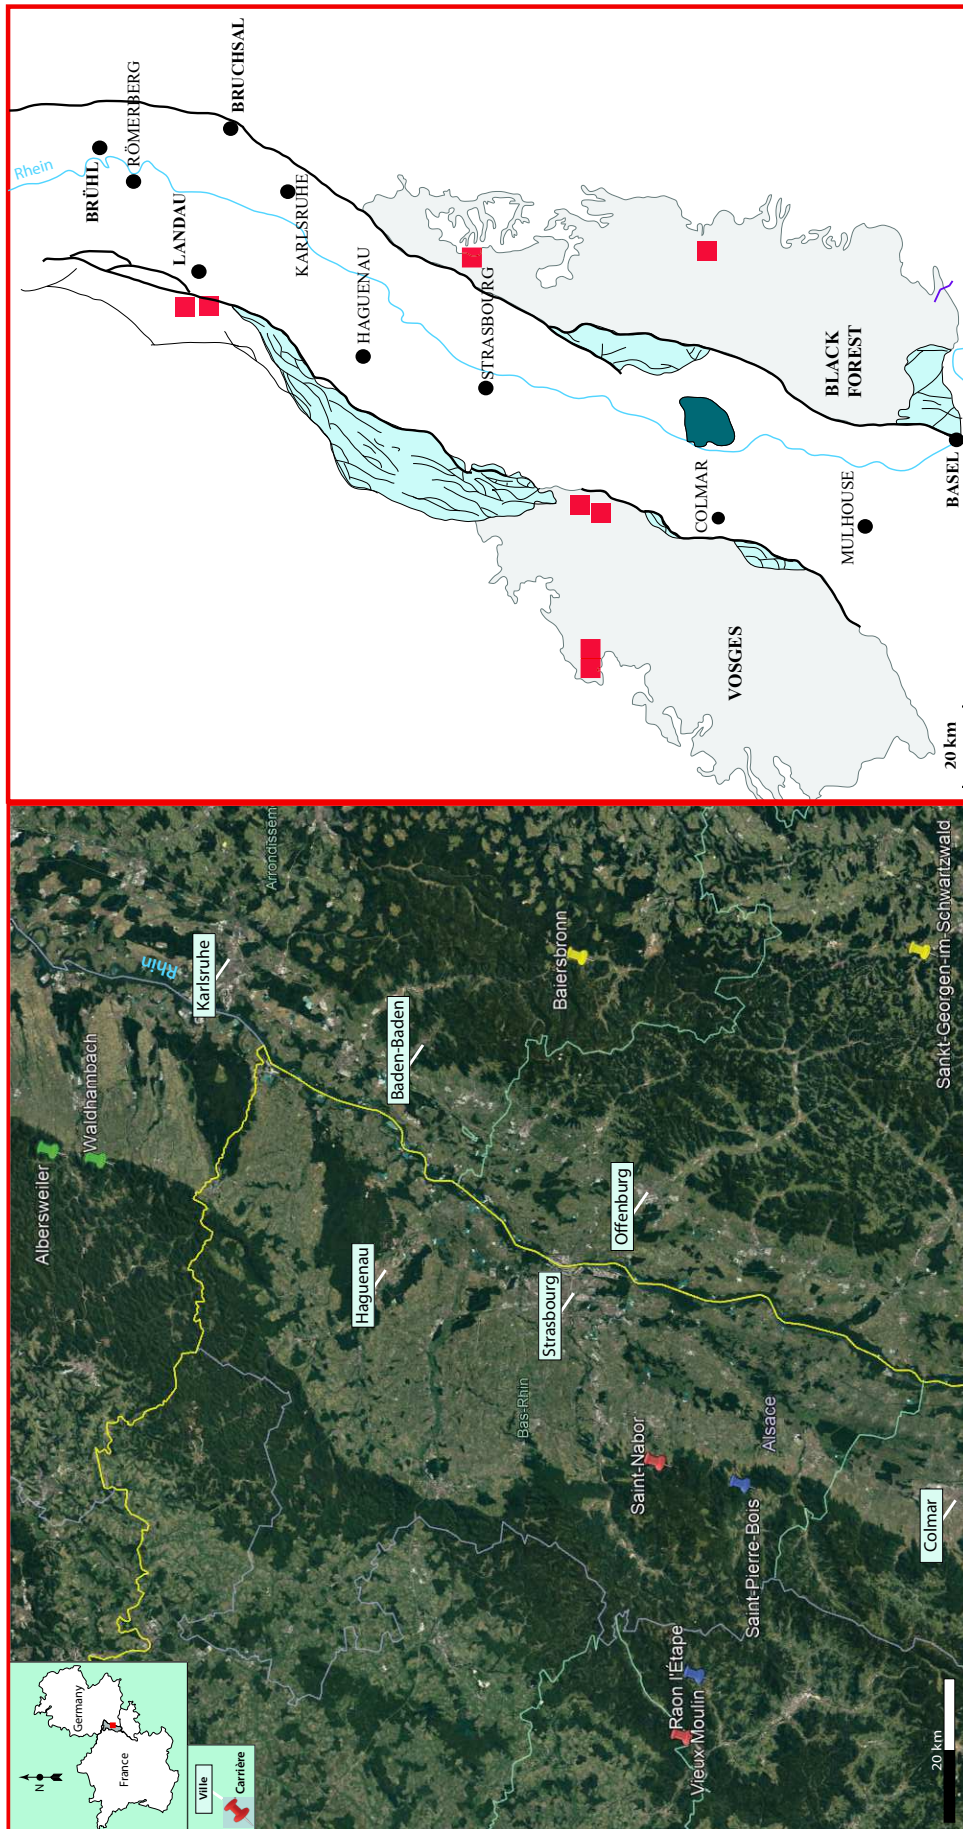 Rhein
BRÜHL
RÖMERBERG
BRUCHSAL
LANDAU
KARLSRUHE
HAGUENAU
STRASBOURG
BLACK
FOREST
COLMAR
MULHOUSE
BASEL
VOSGES
20 km
Arrondissem
Rhin
Karlsruhe
Albersweiler
Waldhambach
Baden-Baden
Baiersbronn
Sankt-Georgen-im-Schwartzwald
Haguenau
Offenburg
Strasbourg
Bas-Rhin
Saint-Nabor
Alsace
Saint-Pierre-Bois
Colmar
Raon l'Étape
Vieux Moulin
20 km
N
Germany
France
Ville
Carrière